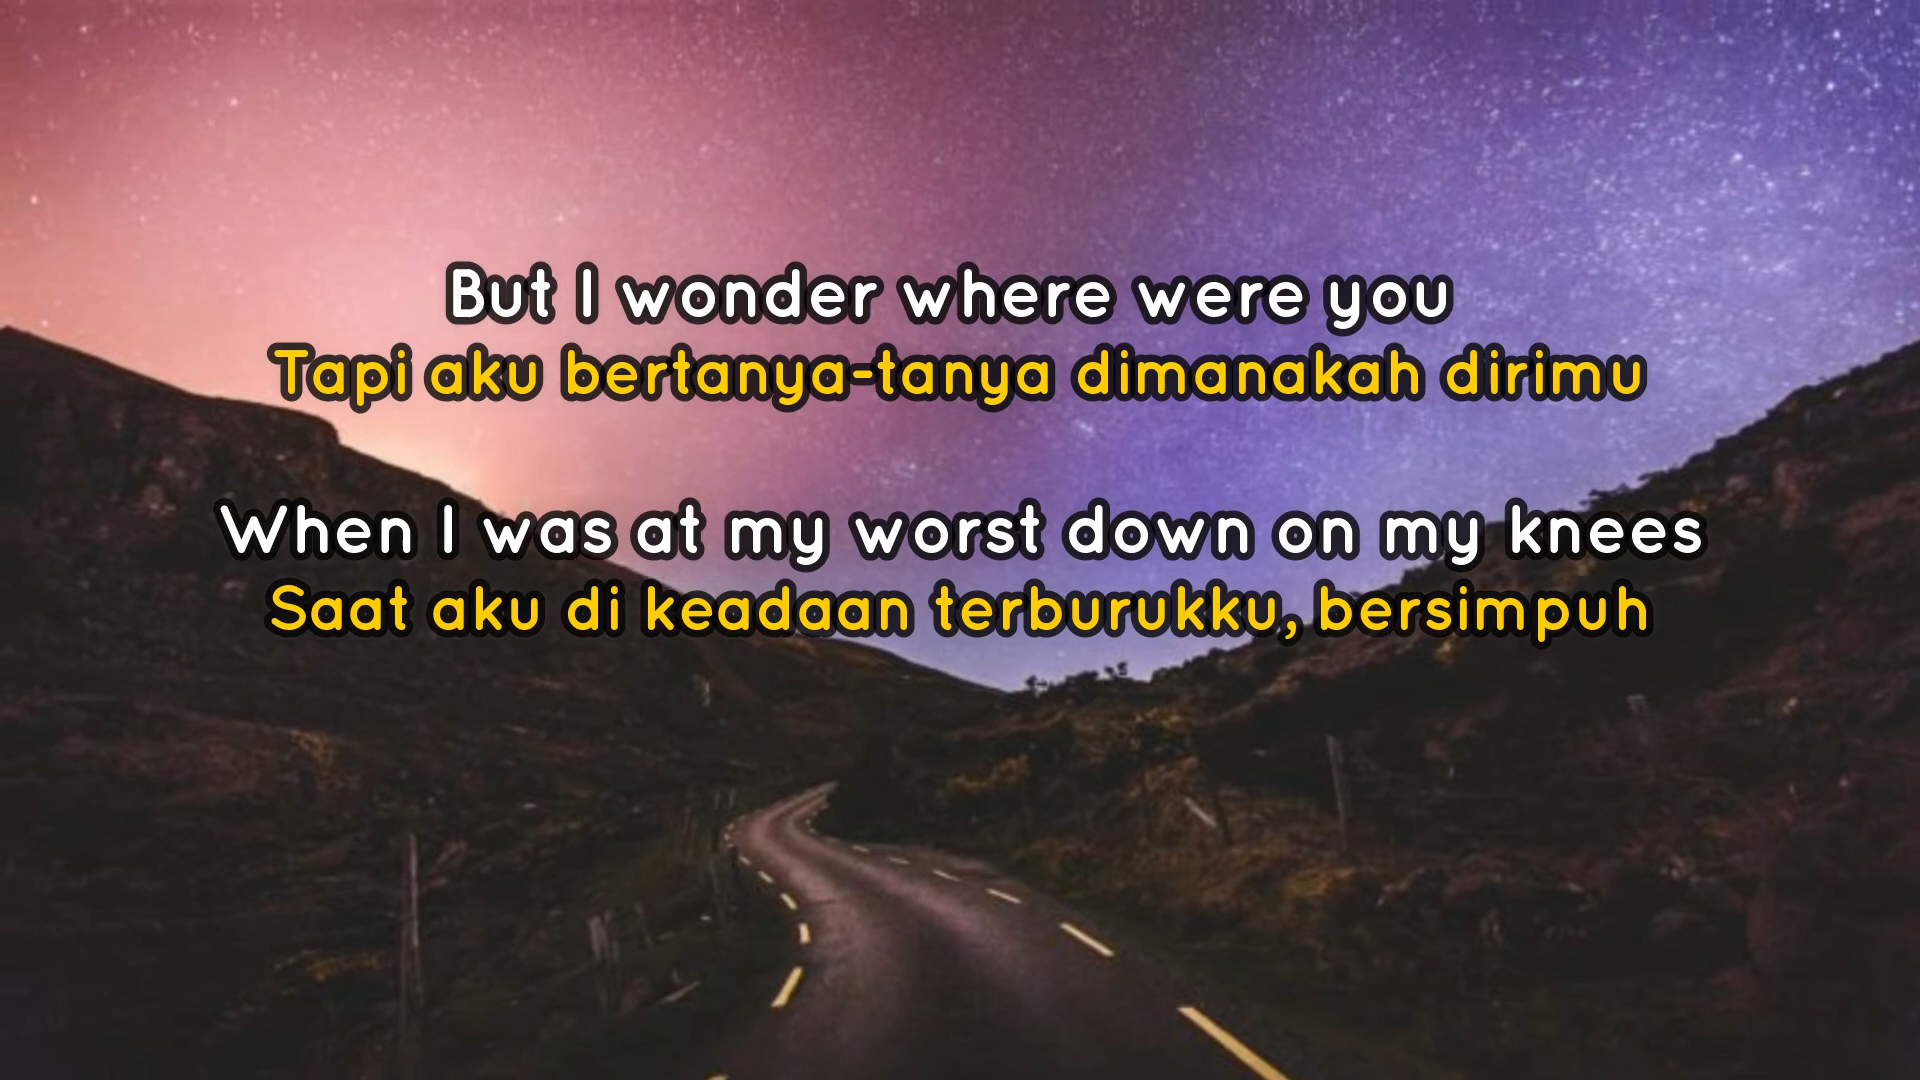 But I wonder where were you
Tapi aku bertanya-tanya dimanakah dirimu
When I was at my worst down on my knees
Saat aku di keadaan terburukku, bersimpuh